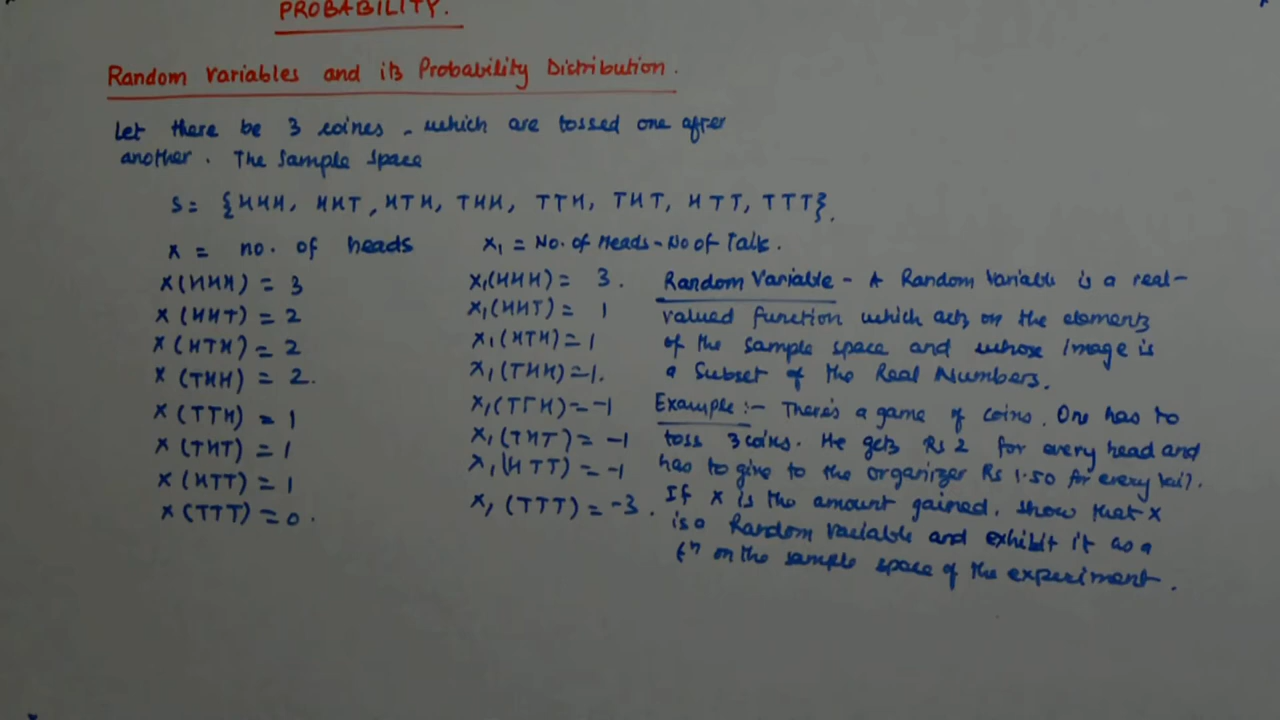 PROBABILITY.
Random Variables and its Probability Distribution.
Let there be 3 coines, which are tossed one after
another. The Sample Space
S = {HHH, HHT, HTH, THH, TTH, THT, HTT, TTT}.
X = no. of heads
X(HHH) = 3
X(HHT) = 2
X(HTH) = 2
X(THH) = 2.
X(TTH) = 1
X(THT) = 1
X(HTT) = 1
X(TTT) = 0.
X₁ = No. of Heads - No of Tails.
X₁(HHH) = 3.
X₁(HHT) = 1
X₁(HTH) = 1
X₁(THH) = 1.
X₁(TTH) = -1
X₁(THT) = -1
X₁(HTT) = -1
X₁(TTT) = -3.
Random Variable - A Random Variable is a real-
valued function which acts on the elements
of the sample space and whose image is
a Subset of the Real Numbers.
Example :- There's a game of coins. One has to
toss 3 coins. He gets Rs 2 for every head and
has to give to the organizer Rs 1.50 for every tail.
If X is the amount gained, show that X
is a Random variable and exhibit it as a
fⁿ on the sample space of the experiment.